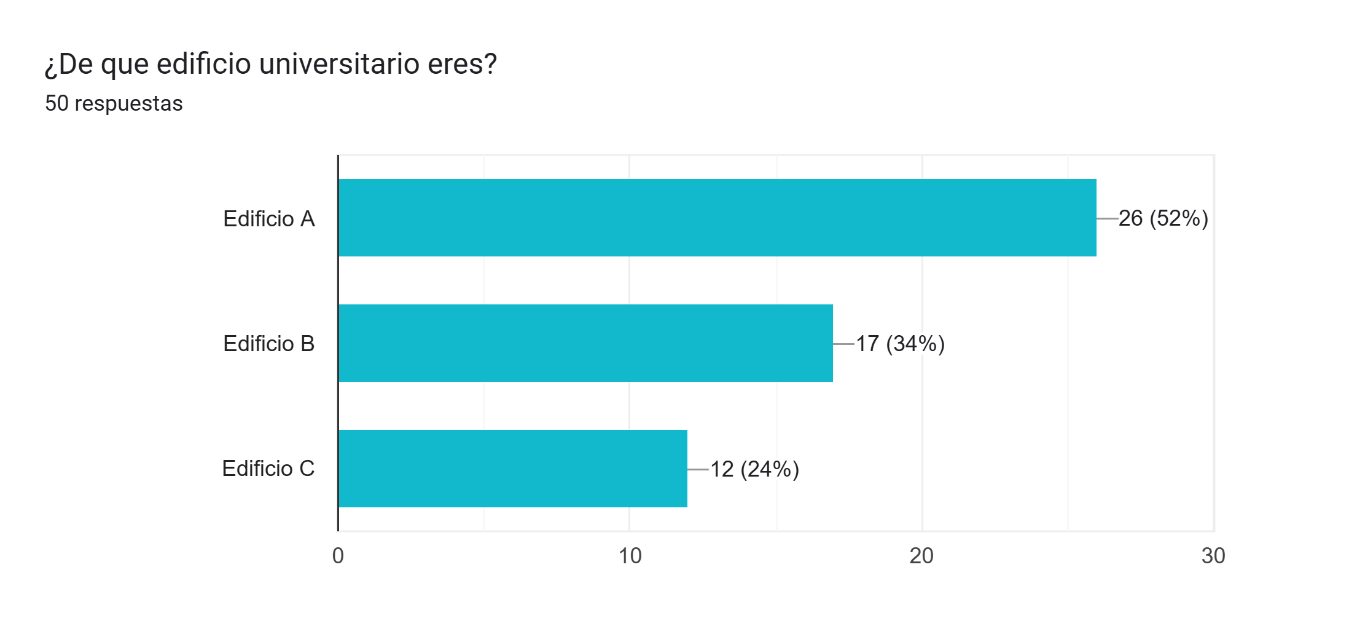 ¿De que edificio universitario eres?
50 respuestas
Edificio A
26 (52%)
Edificio B
17 (34%)
Edificio C
12 (24%)
0 10 20 30